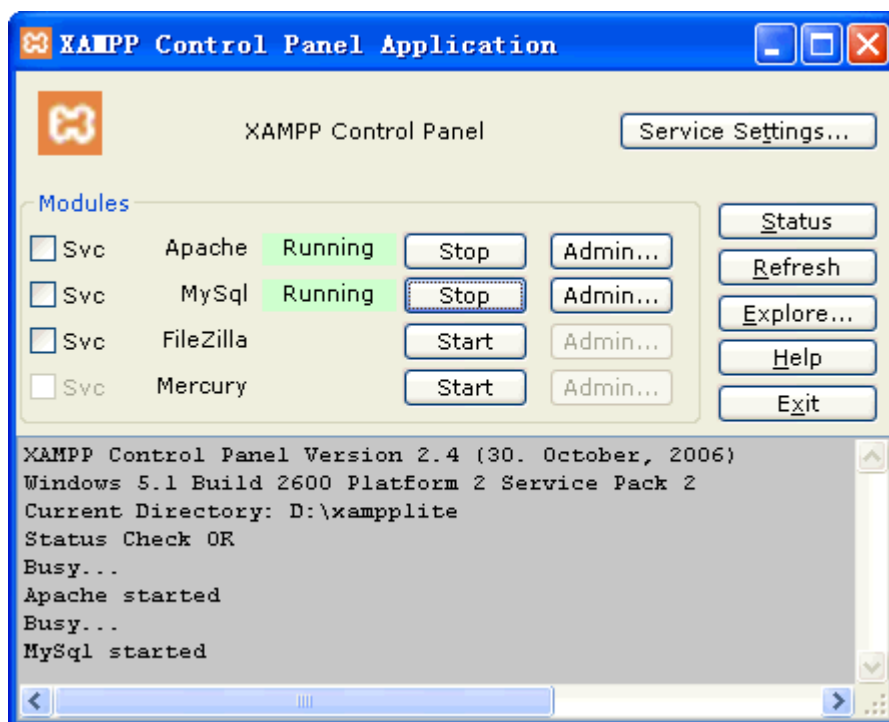 XAMPP Control Panel Application
XAMPP Control Panel
Service Settings...
Modules
Svc Apache Running Stop Admin...
Svc MySql Running Stop Admin...
Svc FileZilla Start Admin...
Svc Mercury Start Admin...
Status
Refresh
Explore...
Help
Exit
XAMPP Control Panel Version 2.4 (30. October, 2006)
Windows 5.1 Build 2600 Platform 2 Service Pack 2
Current Directory: D:\xampplite
Status Check OK
Busy...
Apache started
Busy...
MySql started